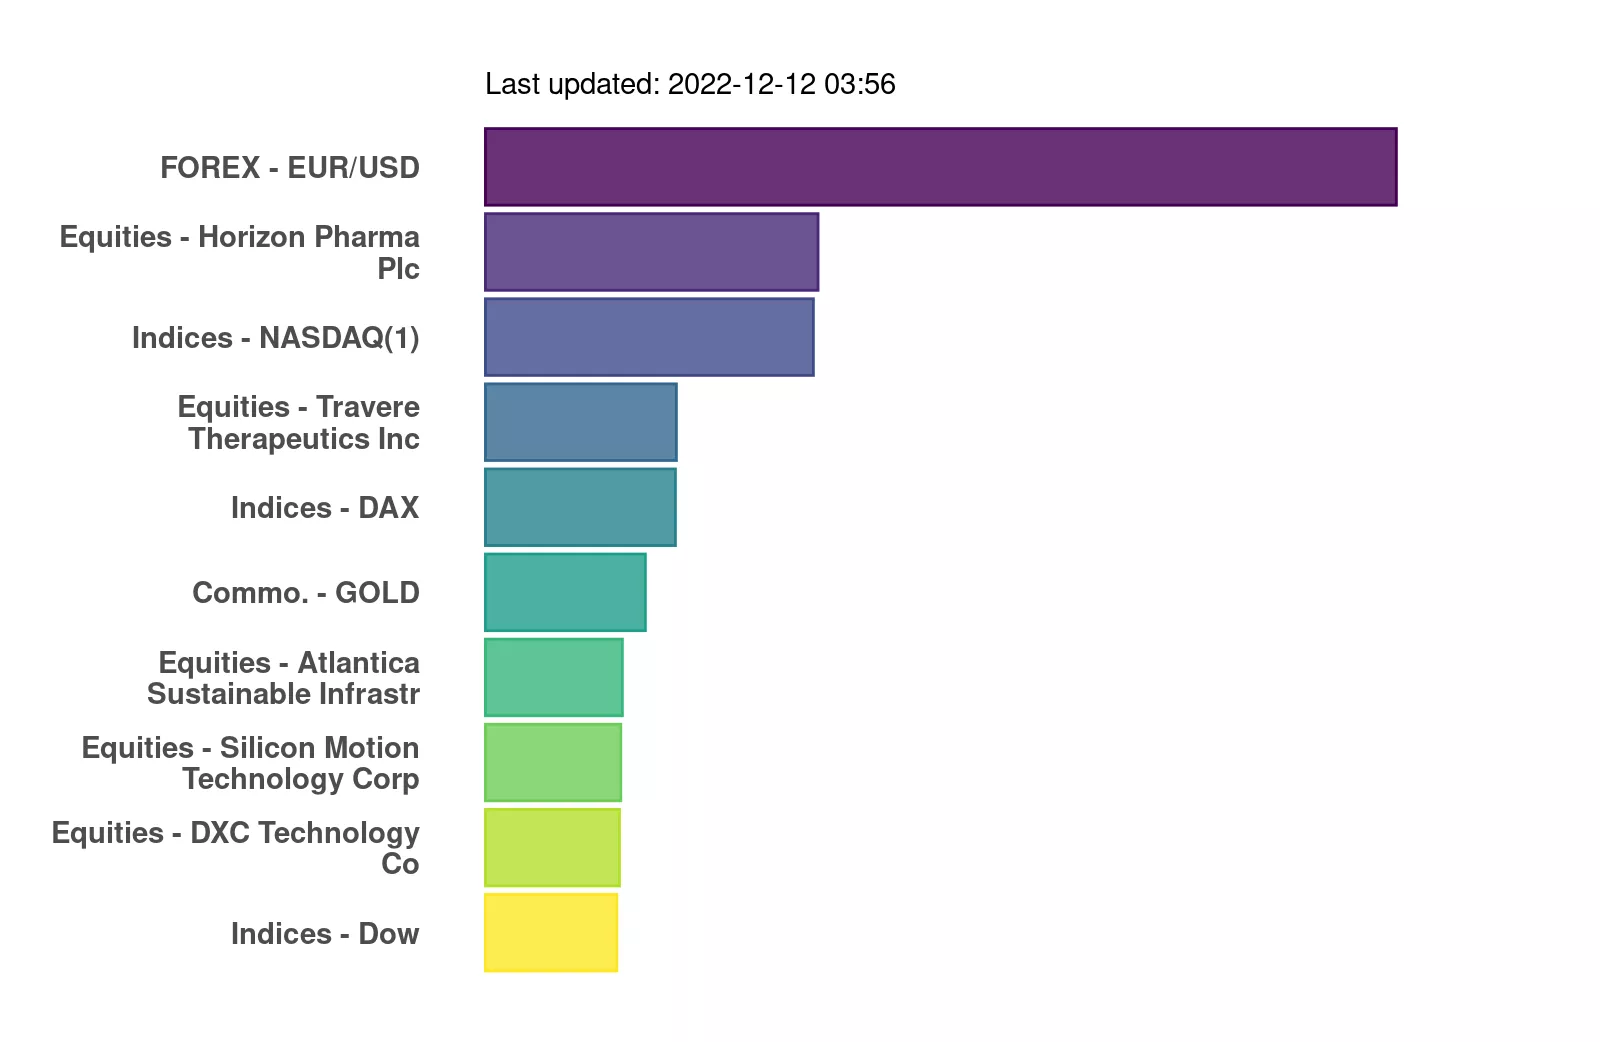 Last updated: 2022-12-12 03:56
FOREX - EUR/USD
Equities - Horizon Pharma
Plc
Indices - NASDAQ(1)
Equities - Travere
Therapeutics Inc
Indices - DAX
Commo. - GOLD
Equities - Atlantica
Sustainable Infrastr
Equities - Silicon Motion
Technology Corp
Equities - DXC Technology
Co
Indices - Dow